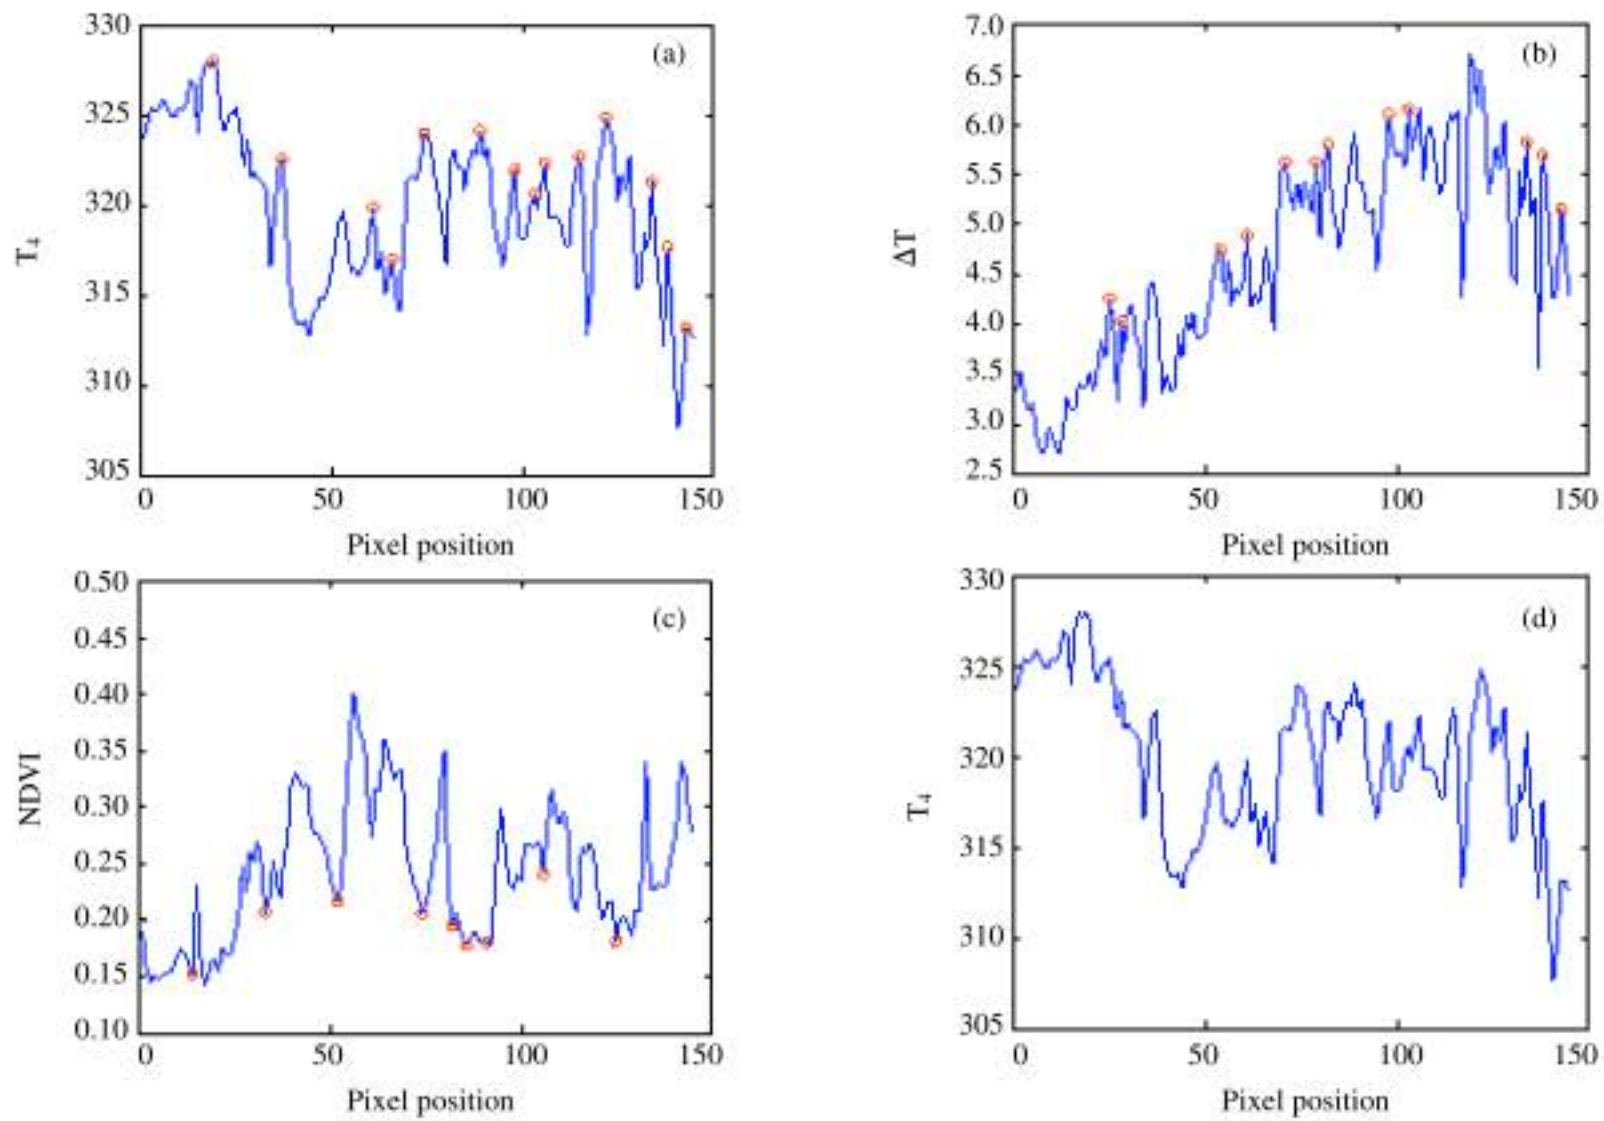 330
325
320
315
310
305
T4
(a)
0 50 100 150
Pixel position
7.0
6.5
6.0
5.5
5.0
4.5
4.0
3.5
3.0
2.5
ΔT
(b)
0 50 100 150
Pixel position
0.50
0.45
0.40
0.35
0.30
0.25
0.20
0.15
0.10
NDVI
(c)
0 50 100 150
Pixel position
330
325
320
315
310
305
T4
(d)
0 50 100 150
Pixel position